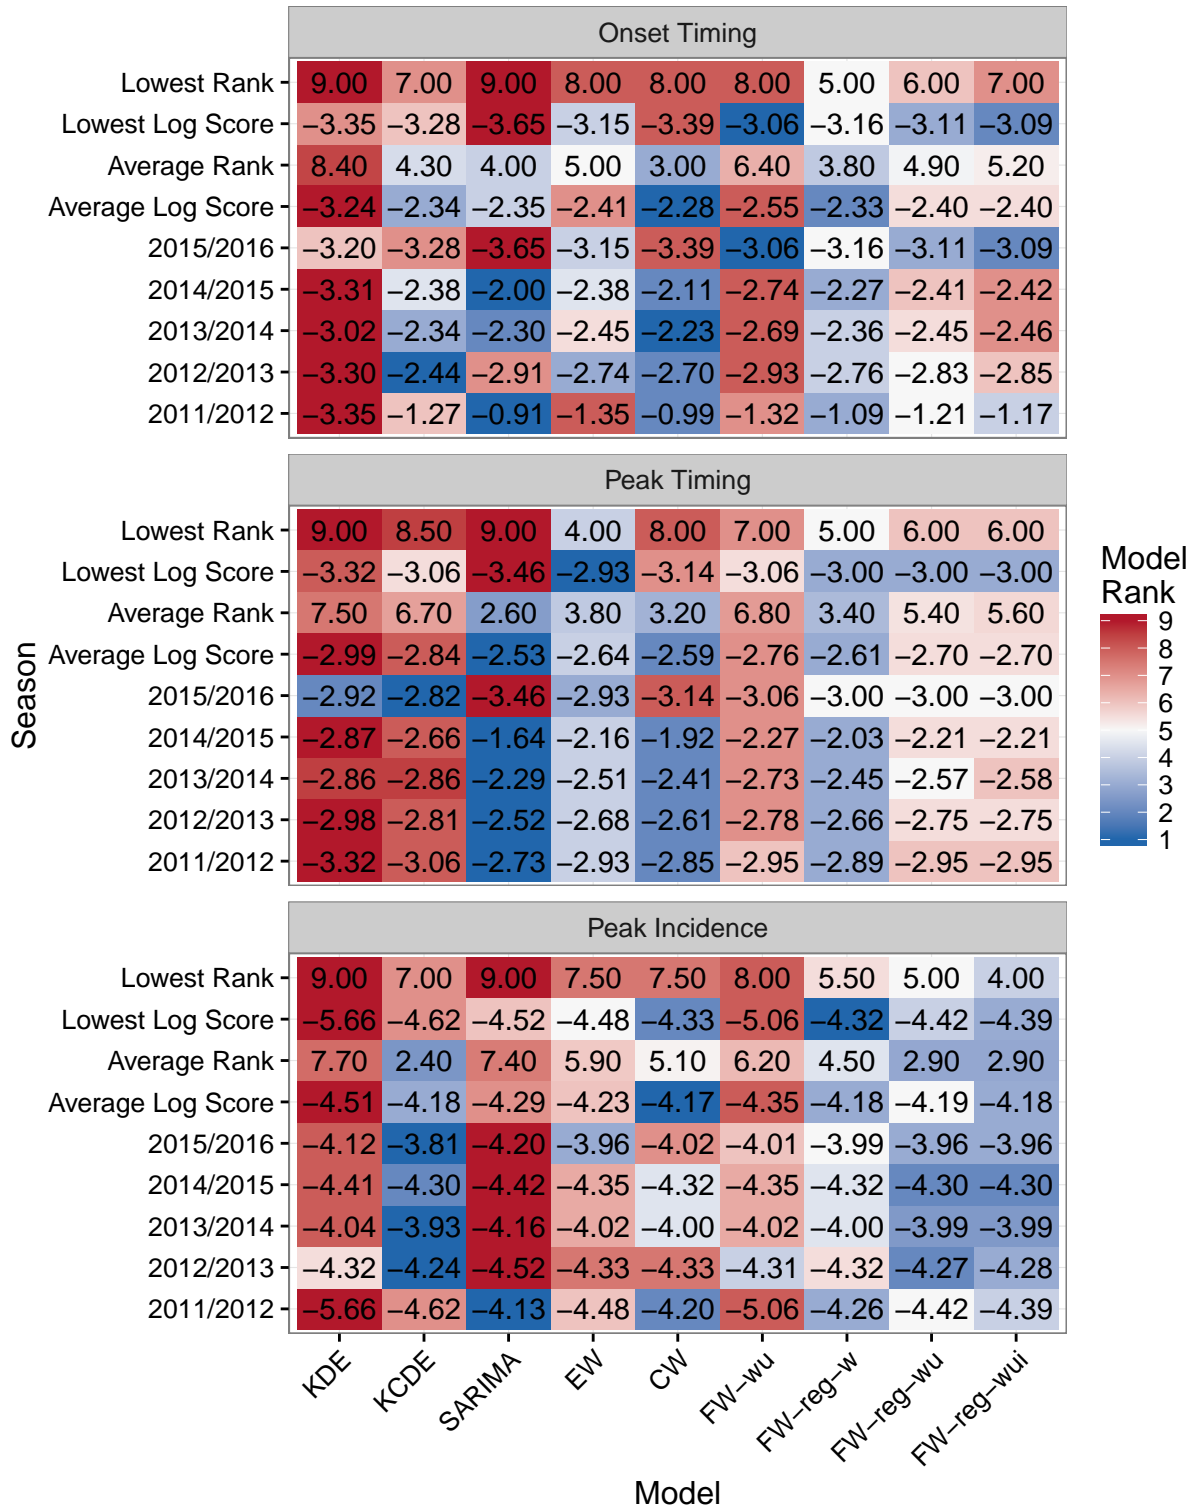 Onset Timing
Lowest Rank 9.00 7.00 9.00 8.00 8.00 8.00 5.00 6.00 7.00
Lowest Log Score −3.35 −3.28 −3.65 −3.15 −3.39 −3.06 −3.16 −3.11 −3.09
Average Rank 8.40 4.30 4.00 5.00 3.00 6.40 3.80 4.90 5.20
Average Log Score −3.24 −2.34 −2.35 −2.41 −2.28 −2.55 −2.33 −2.40 −2.40
2015/2016 −3.20 −3.28 −3.65 −3.15 −3.39 −3.06 −3.16 −3.11 −3.09
2014/2015 −3.31 −2.38 −2.00 −2.38 −2.11 −2.74 −2.27 −2.41 −2.42
2013/2014 −3.02 −2.34 −2.30 −2.45 −2.23 −2.69 −2.36 −2.45 −2.46
2012/2013 −3.30 −2.44 −2.91 −2.74 −2.70 −2.93 −2.76 −2.83 −2.85
2011/2012 −3.35 −1.27 −0.91 −1.35 −0.99 −1.32 −1.09 −1.21 −1.17
Peak Timing
Lowest Rank 9.00 8.50 9.00 4.00 8.00 7.00 5.00 6.00 6.00
Lowest Log Score −3.32 −3.06 −3.46 −2.93 −3.14 −3.06 −3.00 −3.00 −3.00
Average Rank 7.50 6.70 2.60 3.80 3.20 6.80 3.40 5.40 5.60
Average Log Score −2.99 −2.84 −2.53 −2.64 −2.59 −2.76 −2.61 −2.70 −2.70
2015/2016 −2.92 −2.82 −3.46 −2.93 −3.14 −3.06 −3.00 −3.00 −3.00
2014/2015 −2.87 −2.66 −1.64 −2.16 −1.92 −2.27 −2.03 −2.21 −2.21
2013/2014 −2.86 −2.86 −2.29 −2.51 −2.41 −2.73 −2.45 −2.57 −2.58
2012/2013 −2.98 −2.81 −2.52 −2.68 −2.61 −2.78 −2.66 −2.75 −2.75
2011/2012 −3.32 −3.06 −2.73 −2.93 −2.85 −2.95 −2.89 −2.95 −2.95
Peak Incidence
Lowest Rank 9.00 7.00 9.00 7.50 7.50 8.00 5.50 5.00 4.00
Lowest Log Score −5.66 −4.62 −4.52 −4.48 −4.33 −5.06 −4.32 −4.42 −4.39
Average Rank 7.70 2.40 7.40 5.90 5.10 6.20 4.50 2.90 2.90
Average Log Score −4.51 −4.18 −4.29 −4.23 −4.17 −4.35 −4.18 −4.19 −4.18
2015/2016 −4.12 −3.81 −4.20 −3.96 −4.02 −4.01 −3.99 −3.96 −3.96
2014/2015 −4.41 −4.30 −4.42 −4.35 −4.32 −4.35 −4.32 −4.30 −4.30
2013/2014 −4.04 −3.93 −4.16 −4.02 −4.00 −4.02 −4.00 −3.99 −3.99
2012/2013 −4.32 −4.24 −4.52 −4.33 −4.33 −4.31 −4.32 −4.27 −4.28
2011/2012 −5.66 −4.62 −4.13 −4.48 −4.20 −5.06 −4.26 −4.42 −4.39
KDE KCDE SARIMA EW CW FW−wu FW−reg−w FW−reg−wu FW−reg−wui
Model
Season
Model
Rank
9
8
7
6
5
4
3
2
1